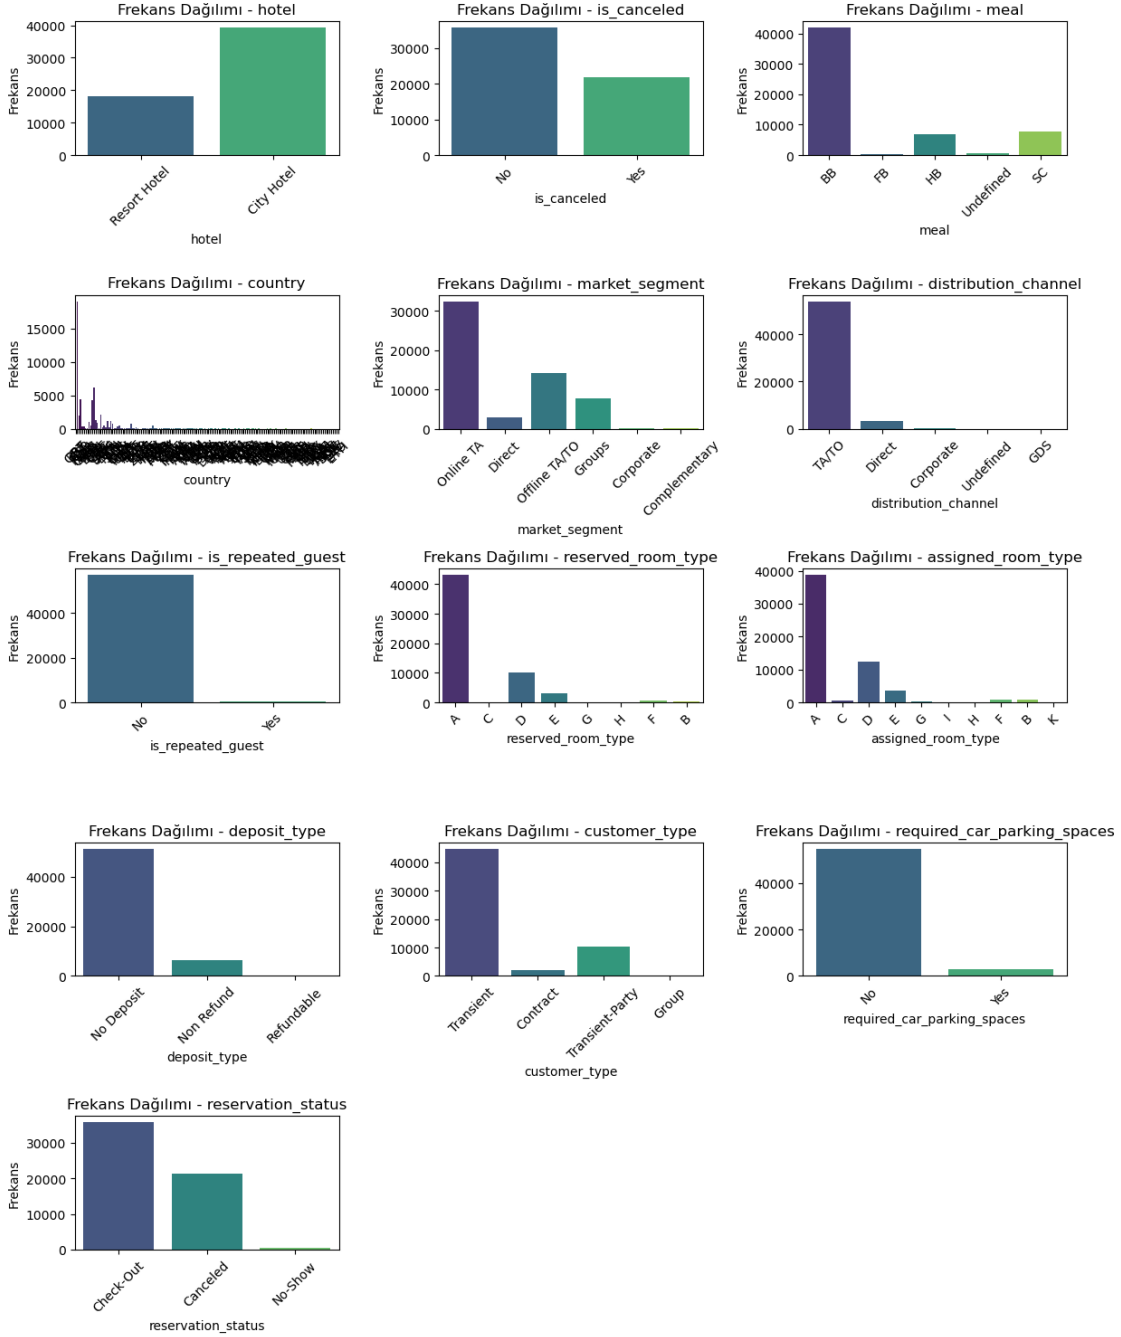 Frekans Dağılımı - hotel
Frekans
40000
30000
20000
10000
0
Resort Hotel
City Hotel
hotel
Frekans Dağılımı - is_canceled
Frekans
30000
20000
10000
0
No
Yes
is_canceled
Frekans Dağılımı - meal
Frekans
40000
30000
20000
10000
0
BB
FB
HB
Undefined
SC
meal
Frekans Dağılımı - country
Frekans
15000
10000
5000
0
country
Frekans Dağılımı - market_segment
Frekans
30000
20000
10000
0
Online TA
Direct
Offline TA/TO
Groups
Corporate
Complementary
market_segment
Frekans Dağılımı - distribution_channel
Frekans
40000
20000
0
TA/TO
Direct
Corporate
Undefined
GDS
distribution_channel
Frekans Dağılımı - is_repeated_guest
Frekans
40000
20000
0
No
Yes
is_repeated_guest
Frekans Dağılımı - reserved_room_type
Frekans
40000
30000
20000
10000
0
A
C
D
E
G
H
F
B
reserved_room_type
Frekans Dağılımı - assigned_room_type
Frekans
40000
30000
20000
10000
0
A
C
D
E
G
I
H
F
B
K
assigned_room_type
Frekans Dağılımı - deposit_type
Frekans
40000
20000
0
No Deposit
Non Refund
Refundable
deposit_type
Frekans Dağılımı - customer_type
Frekans
40000
30000
20000
10000
0
Transient
Contract
Transient-Party
Group
customer_type
Frekans Dağılımı - required_car_parking_spaces
Frekans
40000
20000
0
No
Yes
required_car_parking_spaces
Frekans Dağılımı - reservation_status
Frekans
30000
20000
10000
0
Check-Out
Canceled
No-Show
reservation_status